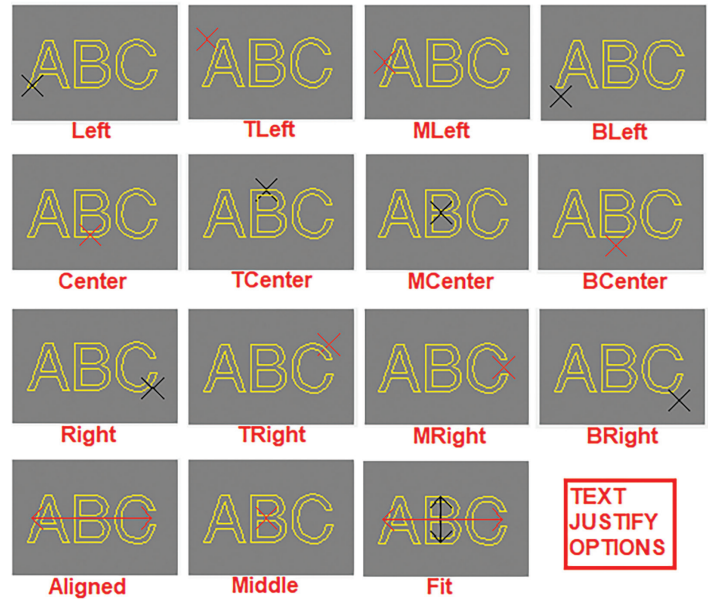 ABC ABC ABC ABC
Left TLeft MLeft BLeft
ABC ABC ABC ABC
Center TCenter MCenter BCenter
ABC ABC ABC ABC
Right TRight MRight BRight
ABC ABC ABC
Aligned Middle Fit
TEXT
JUSTIFY
OPTIONS